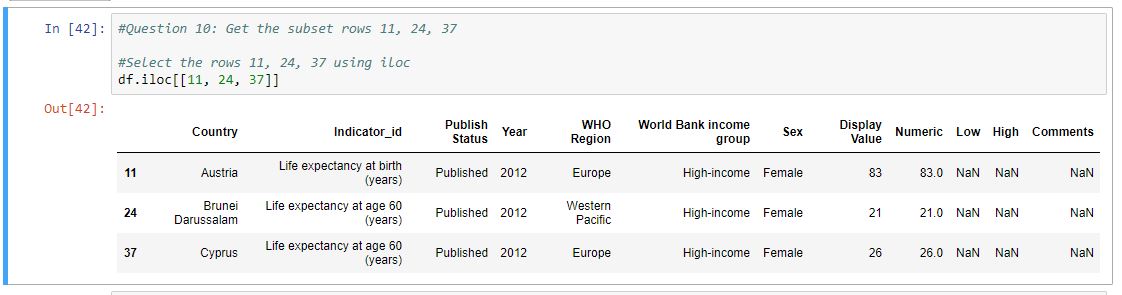 In [42]: #Question 10: Get the subset rows 11, 24, 37
#Select the rows 11, 24, 37 using iloc
df.iloc[[11, 24, 37]]
Out[42]:
Country Indicator_id Publish Status Year WHO Region World Bank income group Sex Display Value Numeric Low High Comments
11 Austria Life expectancy at birth (years) Published 2012 Europe High-income Female 83 83.0 NaN NaN NaN
24 Brunei Darussalam Life expectancy at age 60 (years) Published 2012 Western Pacific High-income Female 21 21.0 NaN NaN NaN
37 Cyprus Life expectancy at age 60 (years) Published 2012 Europe High-income Female 26 26.0 NaN NaN NaN